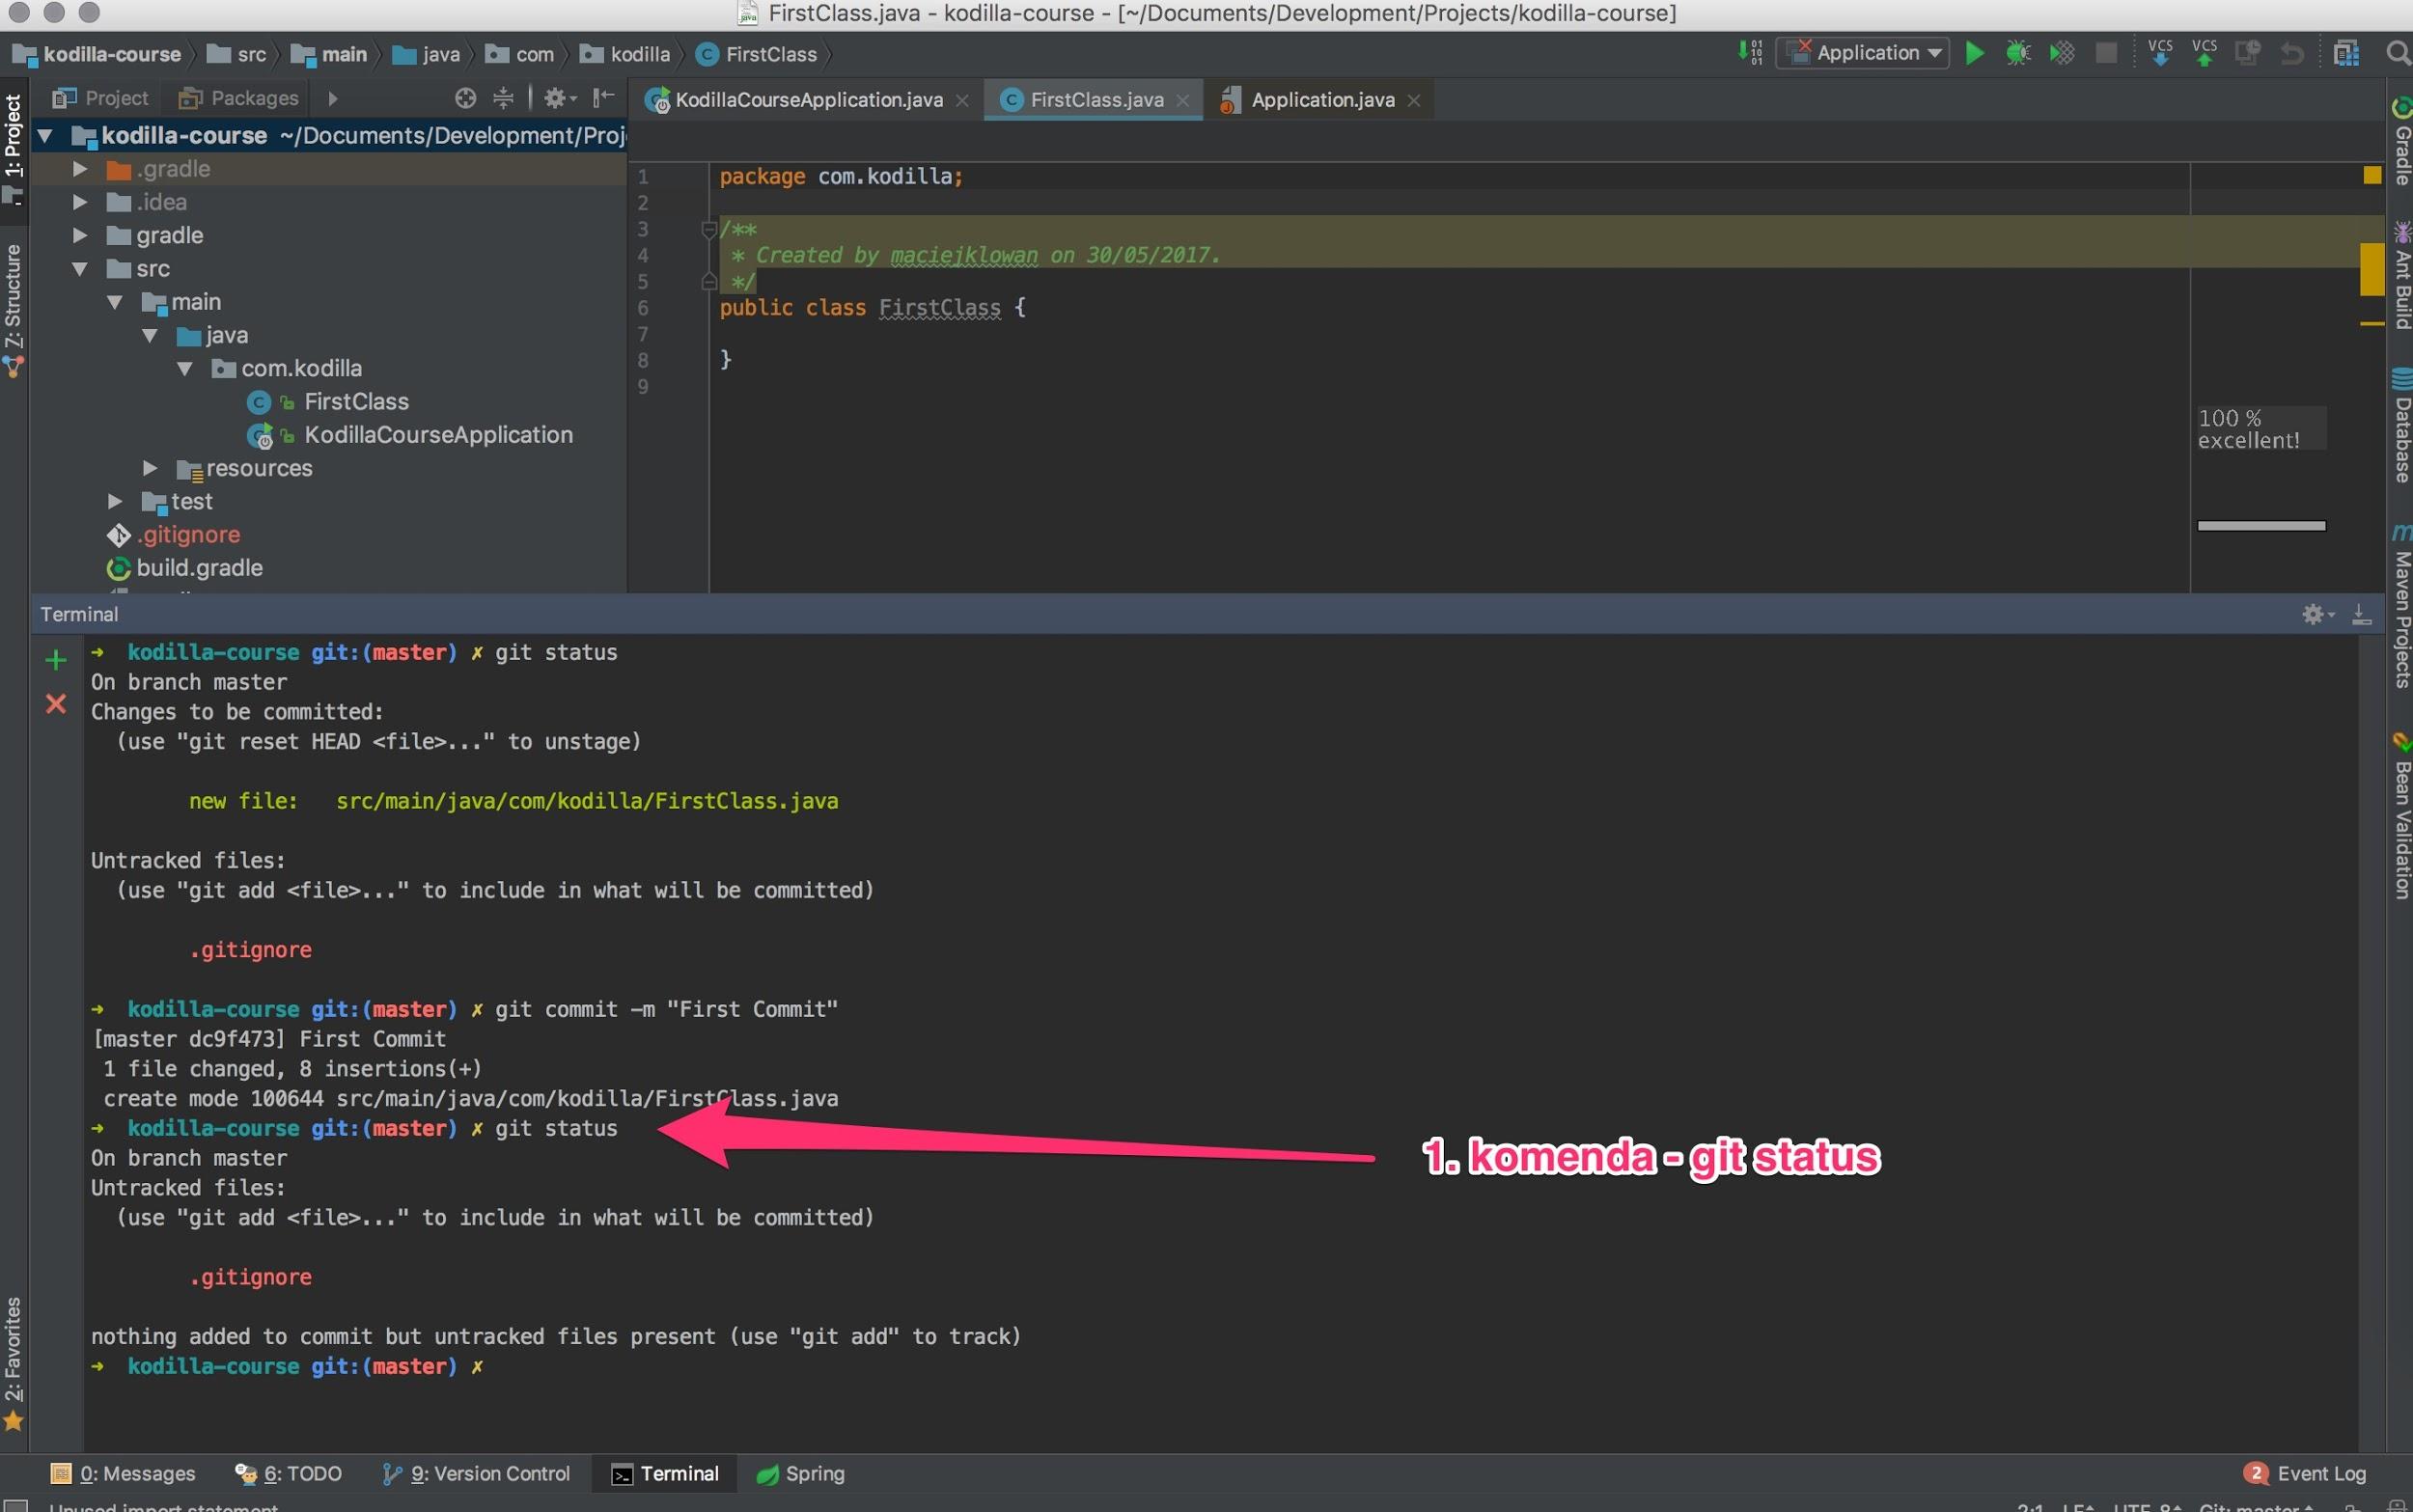 FirstClass.java - kodilla-course - [~/Documents/Development/Projects/kodilla-course]
kodilla-course src main java com kodilla FirstClass
Application VCS VCS
1: Project
Z: Structure
2: Favorites
Project Packages
kodilla-course ~/Documents/Development/Proj
.gradle
.idea
gradle
src
main
java
com.kodilla
FirstClass
KodillaCourseApplication
resources
test
.gitignore
build.gradle
KodillaCourseApplication.java FirstClass.java Application.java
1 package com.kodilla;
2
3 /**
4 * Created by maciejklowan on 30/05/2017.
5 */
6 public class FirstClass {
7
8 }
9
100 %
excellent!
Gradle
Ant Build
Database
Maven Projects
Bean Validation
Terminal
➜ kodilla-course git:(master) ✗ git status
On branch master
Changes to be committed:
(use "git reset HEAD <file>..." to unstage)
new file: src/main/java/com/kodilla/FirstClass.java
Untracked files:
(use "git add <file>..." to include in what will be committed)
.gitignore
➜ kodilla-course git:(master) ✗ git commit -m "First Commit"
[master dc9f473] First Commit
1 file changed, 8 insertions(+)
create mode 100644 src/main/java/com/kodilla/FirstClass.java
➜ kodilla-course git:(master) ✗ git status
1. komenda - git status
On branch master
Untracked files:
(use "git add <file>..." to include in what will be committed)
.gitignore
nothing added to commit but untracked files present (use "git add" to track)
➜ kodilla-course git:(master) ✗
0: Messages 6: TODO 9: Version Control Terminal Spring 2 Event Log
Unused import statement 2:1 LF UTF-8 Git: master